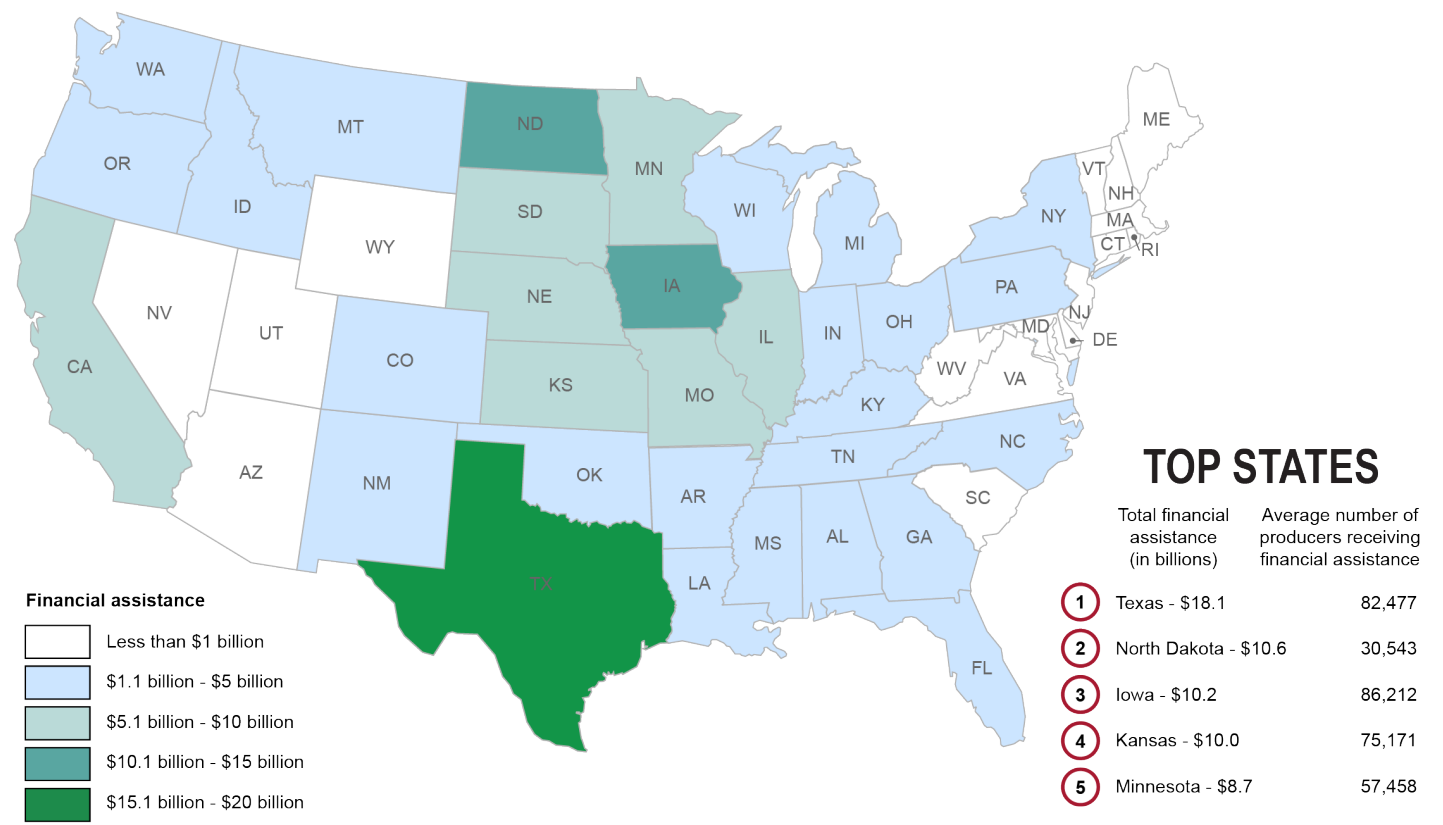 WA
MT
ND
MN
ME
OR
ID
SD
WI
MI
VT
NH
NY
MA
CT
RI
WY
NE
IA
PA
NV
UT
CO
IL
IN
OH
NJ
MD
DE
CA
KS
MO
WV
VA
KY
AZ
NM
OK
AR
TN
NC
SC
MS
AL
GA
TX
LA
FL
TOP STATES
Total financial
assistance
(in billions)
Average number of
producers receiving
financial assistance
1 Texas - $18.1 82,477
2 North Dakota - $10.6 30,543
3 Iowa - $10.2 86,212
4 Kansas - $10.0 75,171
5 Minnesota - $8.7 57,458
Financial assistance
Less than $1 billion
$1.1 billion - $5 billion
$5.1 billion - $10 billion
$10.1 billion - $15 billion
$15.1 billion - $20 billion